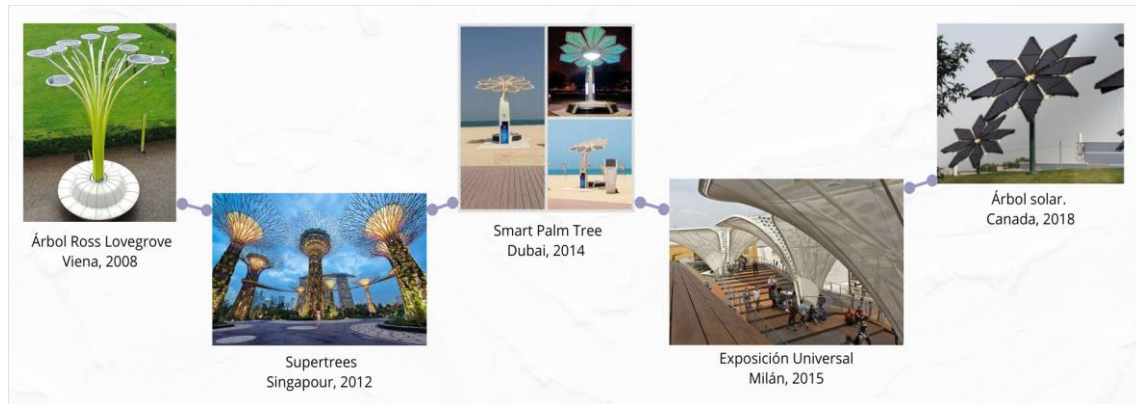 Árbol Ross Lovegrove
Viena, 2008
Supertrees
Singapour, 2012
Smart Palm Tree
Dubai, 2014
Exposición Universal
Milán, 2015
Árbol solar.
Canada, 2018